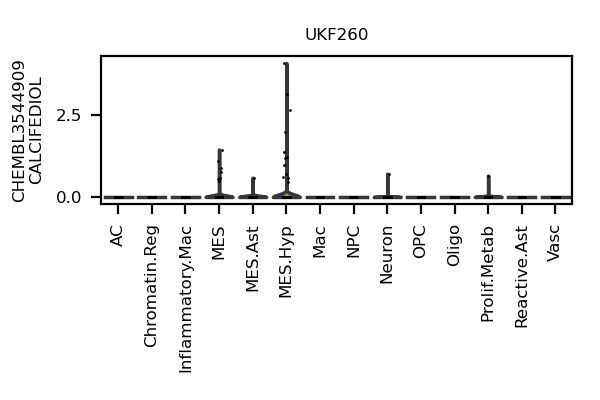 UKF260
CHEMBL3544909
CALCIFEDIOL
2.5
0.0
AC
Chromatin.Reg
Inflammatory.Mac
MES
MES.Ast
MES.Hyp
Mac
NPC
Neuron
OPC
Oligo
Prolif.Metab
Reactive.Ast
Vasc